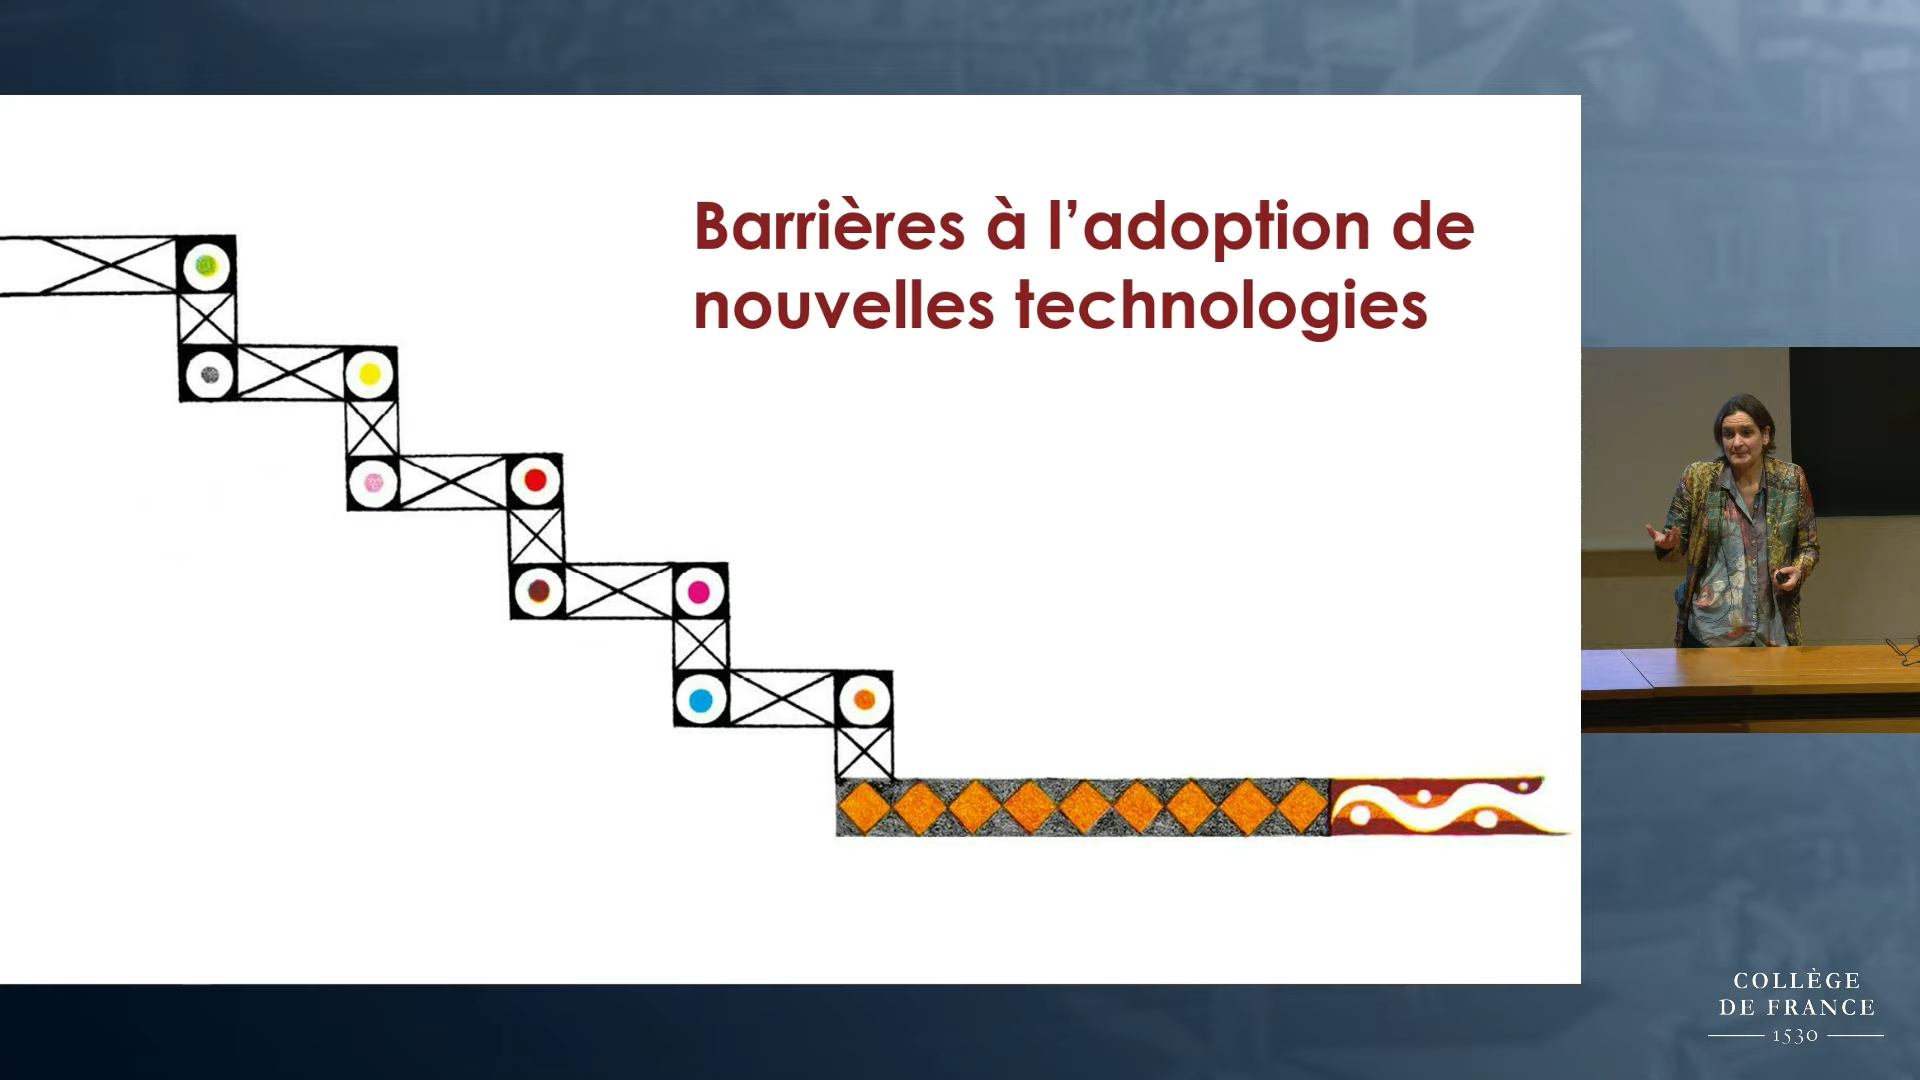 Barrières à l’adoption de
nouvelles technologies
COLLÈGE
DE FRANCE
1530